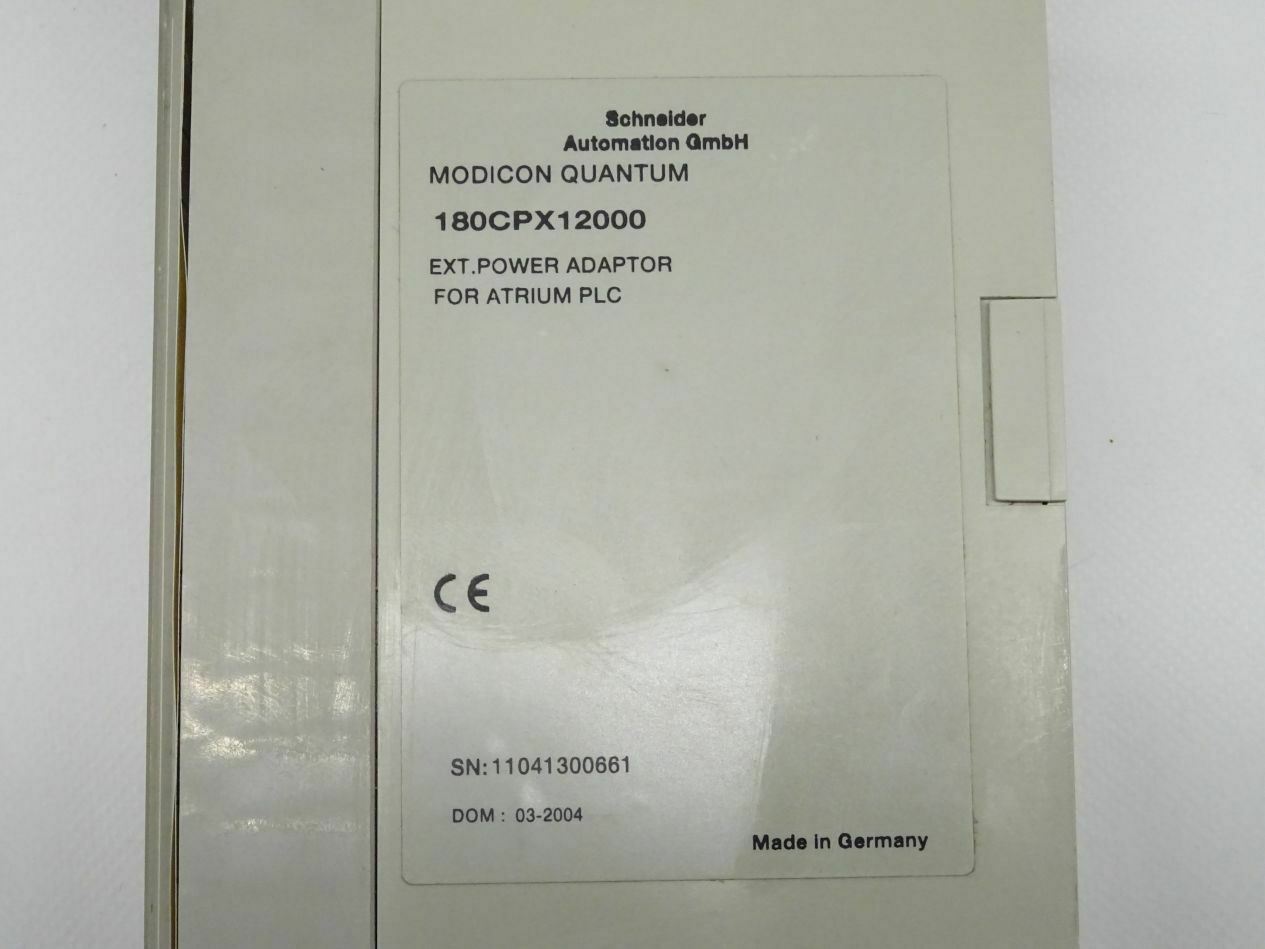 Schneider
Automation GmbH
MODICON QUANTUM
180CPX12000
EXT.POWER ADAPTOR
FOR ATRIUM PLC
CE
SN:11041300661
DOM : 03-2004
Made in Germany